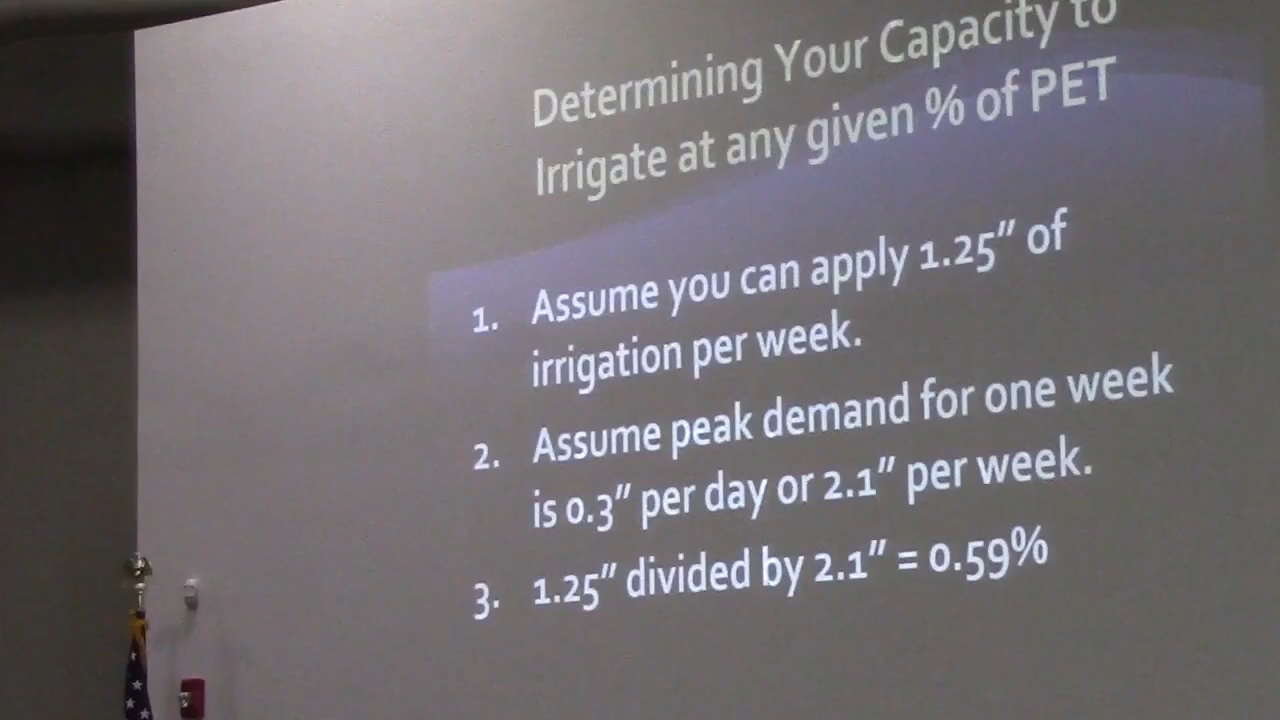 Determining Your Capacity to
Irrigate at any given % of PET
1. Assume you can apply 1.25" of
irrigation per week.
2. Assume peak demand for one week
is 0.3" per day or 2.1" per week.
3. 1.25" divided by 2.1" = 0.59%